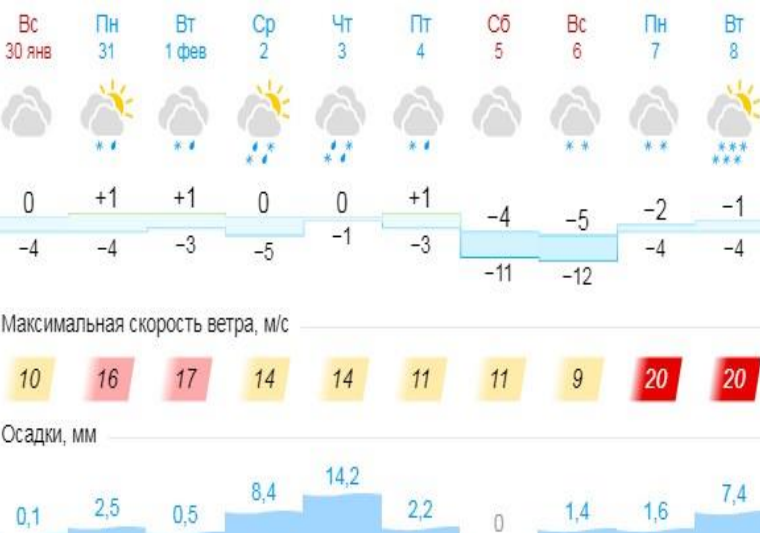 Вс Пн Вт Ср Чт Пт Сб Вс Пн Вт
30 янв 31 1 фев 2 3 4 5 6 7 8
0 +1 +1 0 0 +1 −4 −5 −2 −1
−4 −4 −3 −5 −1 −3 −11 −12 −4 −4
Максимальная скорость ветра, м/с
10 16 17 14 14 11 11 9 20 20
Осадки, мм
0,1 2,5 0,5 8,4 14,2 2,2 0 1,4 1,6 7,4